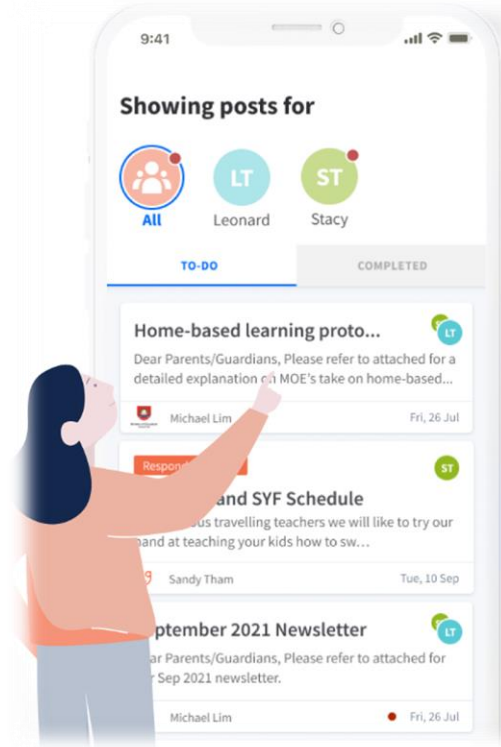 9:41
Showing posts for
LT
ST
All
Leonard
Stacy
TO-DO
COMPLETED
Home-based learning proto...
LT
Dear Parents/Guardians, Please refer to attached for a
detailed explanation on MOE's take on home-based...
Michael Lim
Fri, 26 Jul
ST
and SYF Schedule
travelling teachers we will like to try our
at teaching your kids how to sw...
Sandy Tham
Tue, 10 Sep
2021 Newsletter
LT
Parents/Guardians, Please refer to attached for
Sep 2021 newsletter.
Michael Lim
Fri, 26 Jul